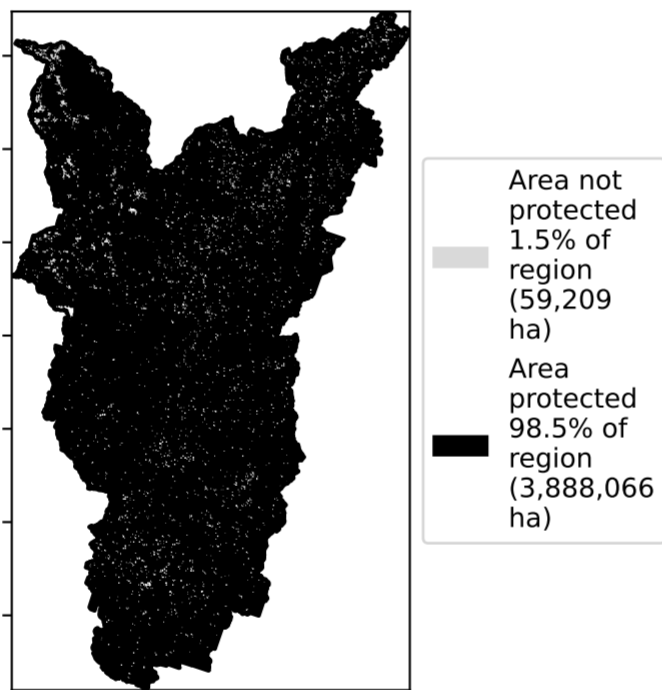 Area not
protected
1.5% of
region
(59,209
ha)
Area
protected
98.5% of
region
(3,888,066
ha)